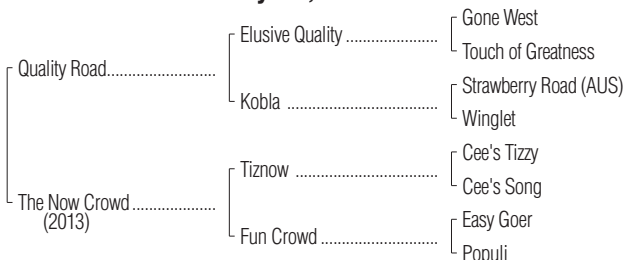 Gone West
Elusive Quality ......................
Touch of Greatness
Quality Road..........................
Strawberry Road (AUS)
Kobla ....................................
Winglet
Cee's Tizzy
Tiznow ..................................
Cee's Song
The Now Crowd ....................
(2013)
Easy Goer
Fun Crowd ............................
Populi